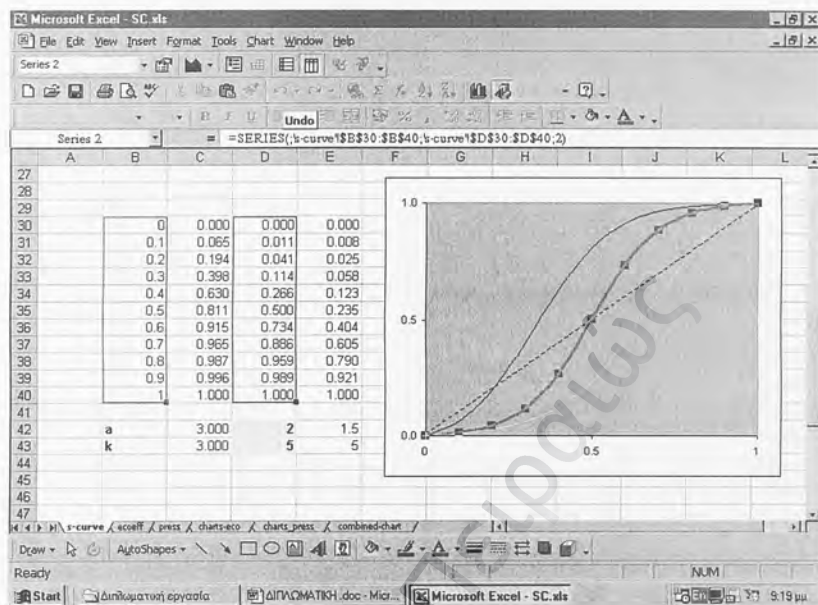 Microsoft Excel - SC.xls
File Edit View Insert Format Tools Chart Window Help
Series 2
Undo
Series 2 = =SERIES(;'s-curve'!$B$30:$B$40;'s-curve'!$D$30:$D$40;2)
A B C D E F G H I J K L
27
28
29
30 0 0.000 0.000 0.000
31 0.1 0.065 0.011 0.008
32 0.2 0.194 0.041 0.025
33 0.3 0.398 0.114 0.058
34 0.4 0.630 0.266 0.123
35 0.5 0.811 0.500 0.235
36 0.6 0.915 0.734 0.404
37 0.7 0.965 0.886 0.605
38 0.8 0.987 0.959 0.790
39 0.9 0.996 0.989 0.921
40 1 1.000 1.000 1.000
41
42 a 3.000 2 1.5
43 k 3.000 5 5
44
45
46
47
1.0
0.5
0.0
0 0.5 1
s-curve ecoeff press charts-eco charts_press combined-chart
Draw AutoShapes
Ready NUM
Start Διπλωματική εργασία ΔΙΠΛΩΜΑΤΙΚΗ .doc - Micr... Microsoft Excel - SC.xls En 9:19 μμ
Πειραιώς